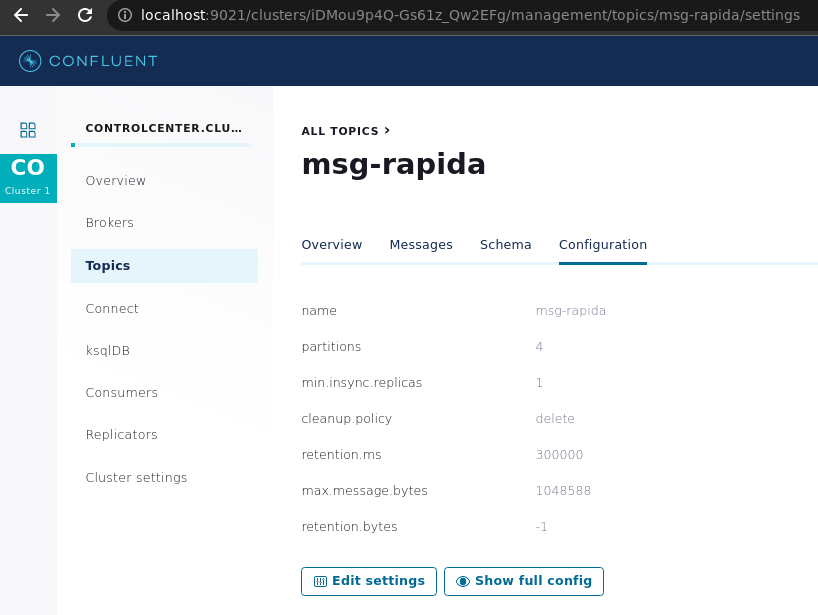 localhost:9021/clusters/iDMou9p4Q-Gs61z_Qw2EFg/management/topics/msg-rapida/settings
CONFLUENT
CO
Cluster 1
CONTROLCENTER.CLU...
Overview
Brokers
Topics
Connect
ksqlDB
Consumers
Replicators
Cluster settings
ALL TOPICS >
msg-rapida
Overview Messages Schema Configuration
name msg-rapida
partitions 4
min.insync.replicas 1
cleanup.policy delete
retention.ms 300000
max.message.bytes 1048588
retention.bytes -1
Edit settings Show full config